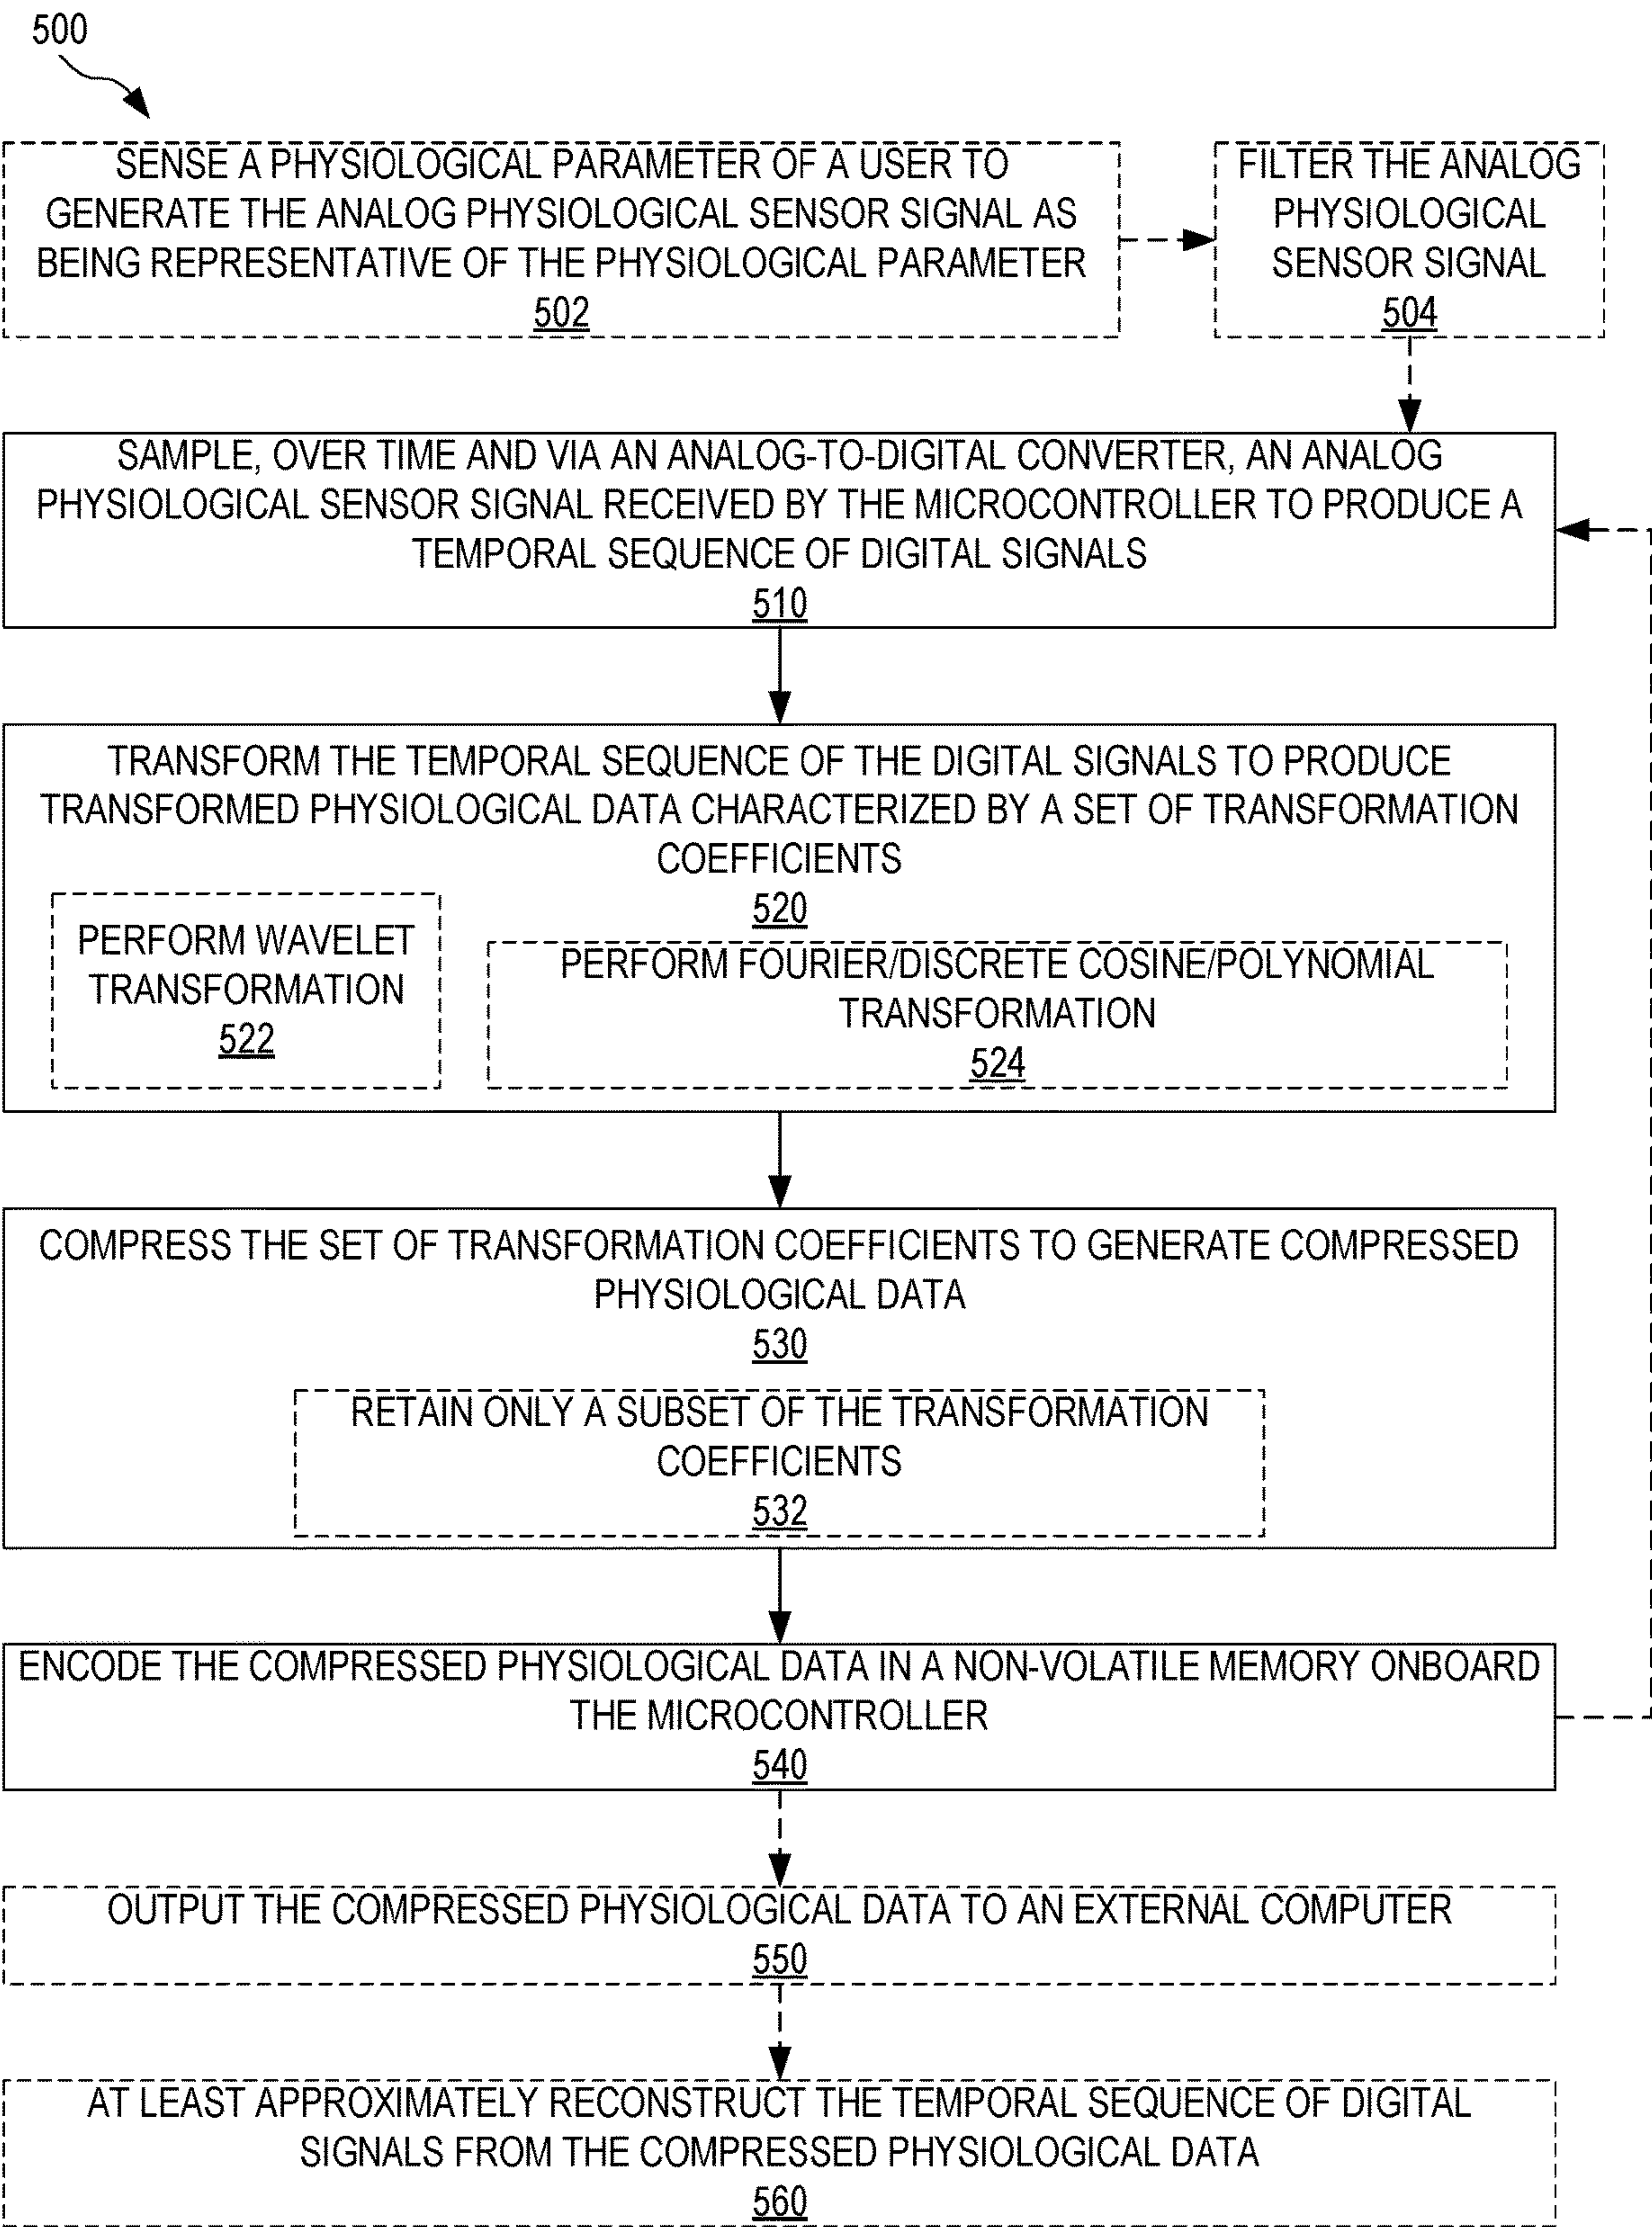 500
SENSE A PHYSIOLOGICAL PARAMETER OF A USER TO
GENERATE THE ANALOG PHYSIOLOGICAL SENSOR SIGNAL AS
BEING REPRESENTATIVE OF THE PHYSIOLOGICAL PARAMETER
502
FILTER THE ANALOG
PHYSIOLOGICAL
SENSOR SIGNAL
504
SAMPLE, OVER TIME AND VIA AN ANALOG-TO-DIGITAL CONVERTER, AN ANALOG
PHYSIOLOGICAL SENSOR SIGNAL RECEIVED BY THE MICROCONTROLLER TO PRODUCE A
TEMPORAL SEQUENCE OF DIGITAL SIGNALS
510
TRANSFORM THE TEMPORAL SEQUENCE OF THE DIGITAL SIGNALS TO PRODUCE
TRANSFORMED PHYSIOLOGICAL DATA CHARACTERIZED BY A SET OF TRANSFORMATION
COEFFICIENTS
520
PERFORM WAVELET
TRANSFORMATION
522
PERFORM FOURIER/DISCRETE COSINE/POLYNOMIAL
TRANSFORMATION
524
COMPRESS THE SET OF TRANSFORMATION COEFFICIENTS TO GENERATE COMPRESSED
PHYSIOLOGICAL DATA
530
RETAIN ONLY A SUBSET OF THE TRANSFORMATION
COEFFICIENTS
532
ENCODE THE COMPRESSED PHYSIOLOGICAL DATA IN A NON-VOLATILE MEMORY ONBOARD
THE MICROCONTROLLER
540
OUTPUT THE COMPRESSED PHYSIOLOGICAL DATA TO AN EXTERNAL COMPUTER
550
AT LEAST APPROXIMATELY RECONSTRUCT THE TEMPORAL SEQUENCE OF DIGITAL
SIGNALS FROM THE COMPRESSED PHYSIOLOGICAL DATA
560